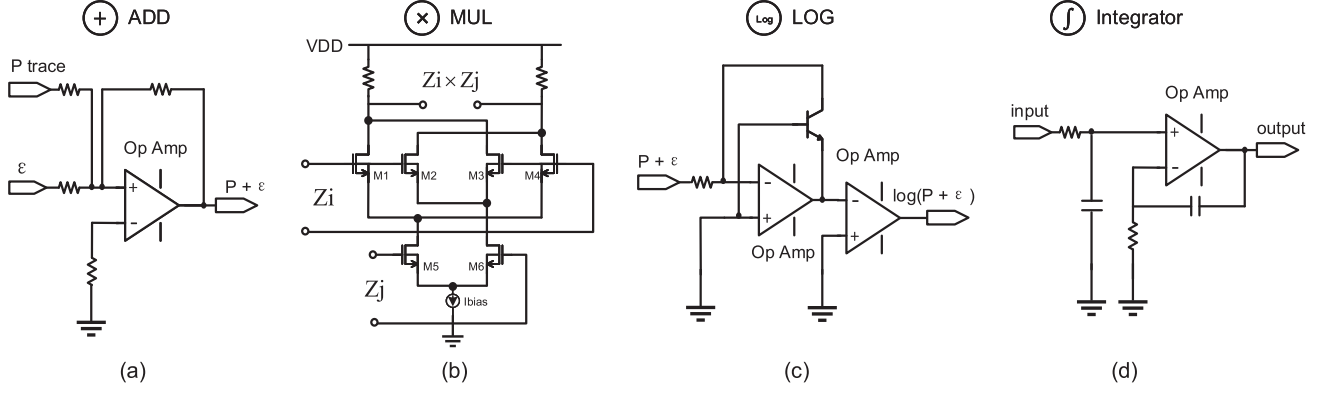 + ADD
× MUL
Log LOG
∫ Integrator
P trace
ε
Op Amp
+
-
P + ε
(a)
VDD
Zi × Zj
M1
M2
M3
M4
Zi
M5
M6
Zj
Ibias
(b)
P + ε
Op Amp
-
+
Op Amp
-
+
log(P + ε)
(c)
input
Op Amp
+
-
output
(d)